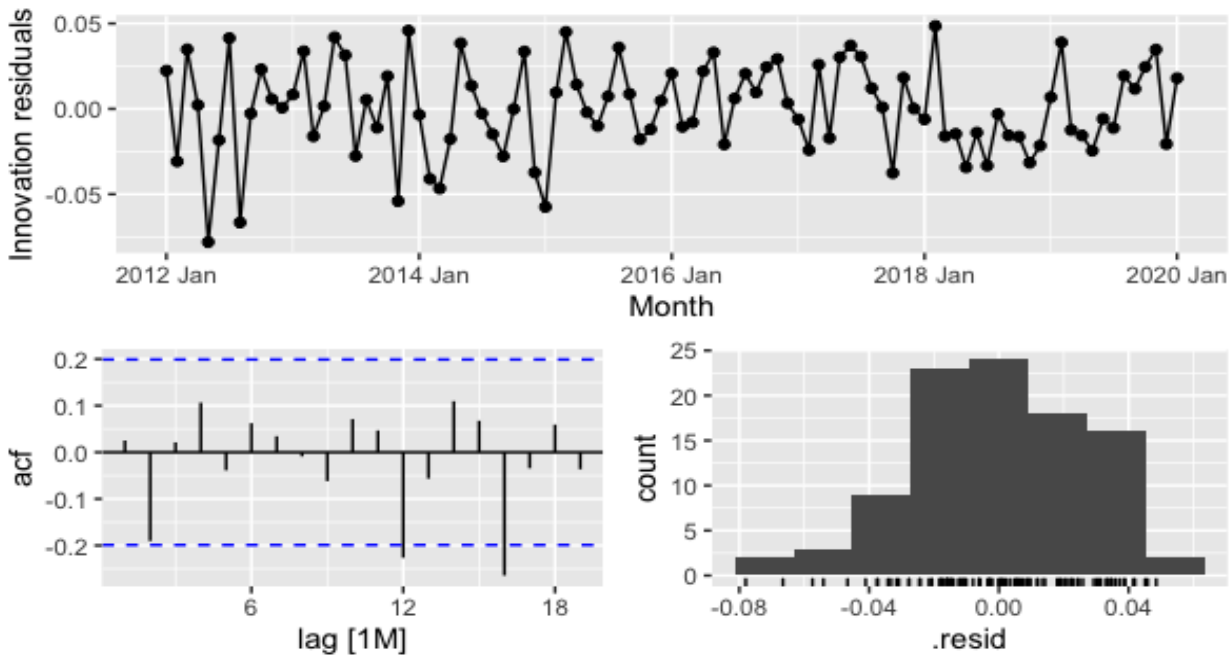 Innovation residuals
0.05
0.00
-0.05
2012 Jan 2014 Jan 2016 Jan 2018 Jan 2020 Jan
Month
acf
0.2
0.1
0.0
-0.1
-0.2
6 12 18
lag [1M]
count
25
20
15
10
5
0
-0.08 -0.04 0.00 0.04
.resid